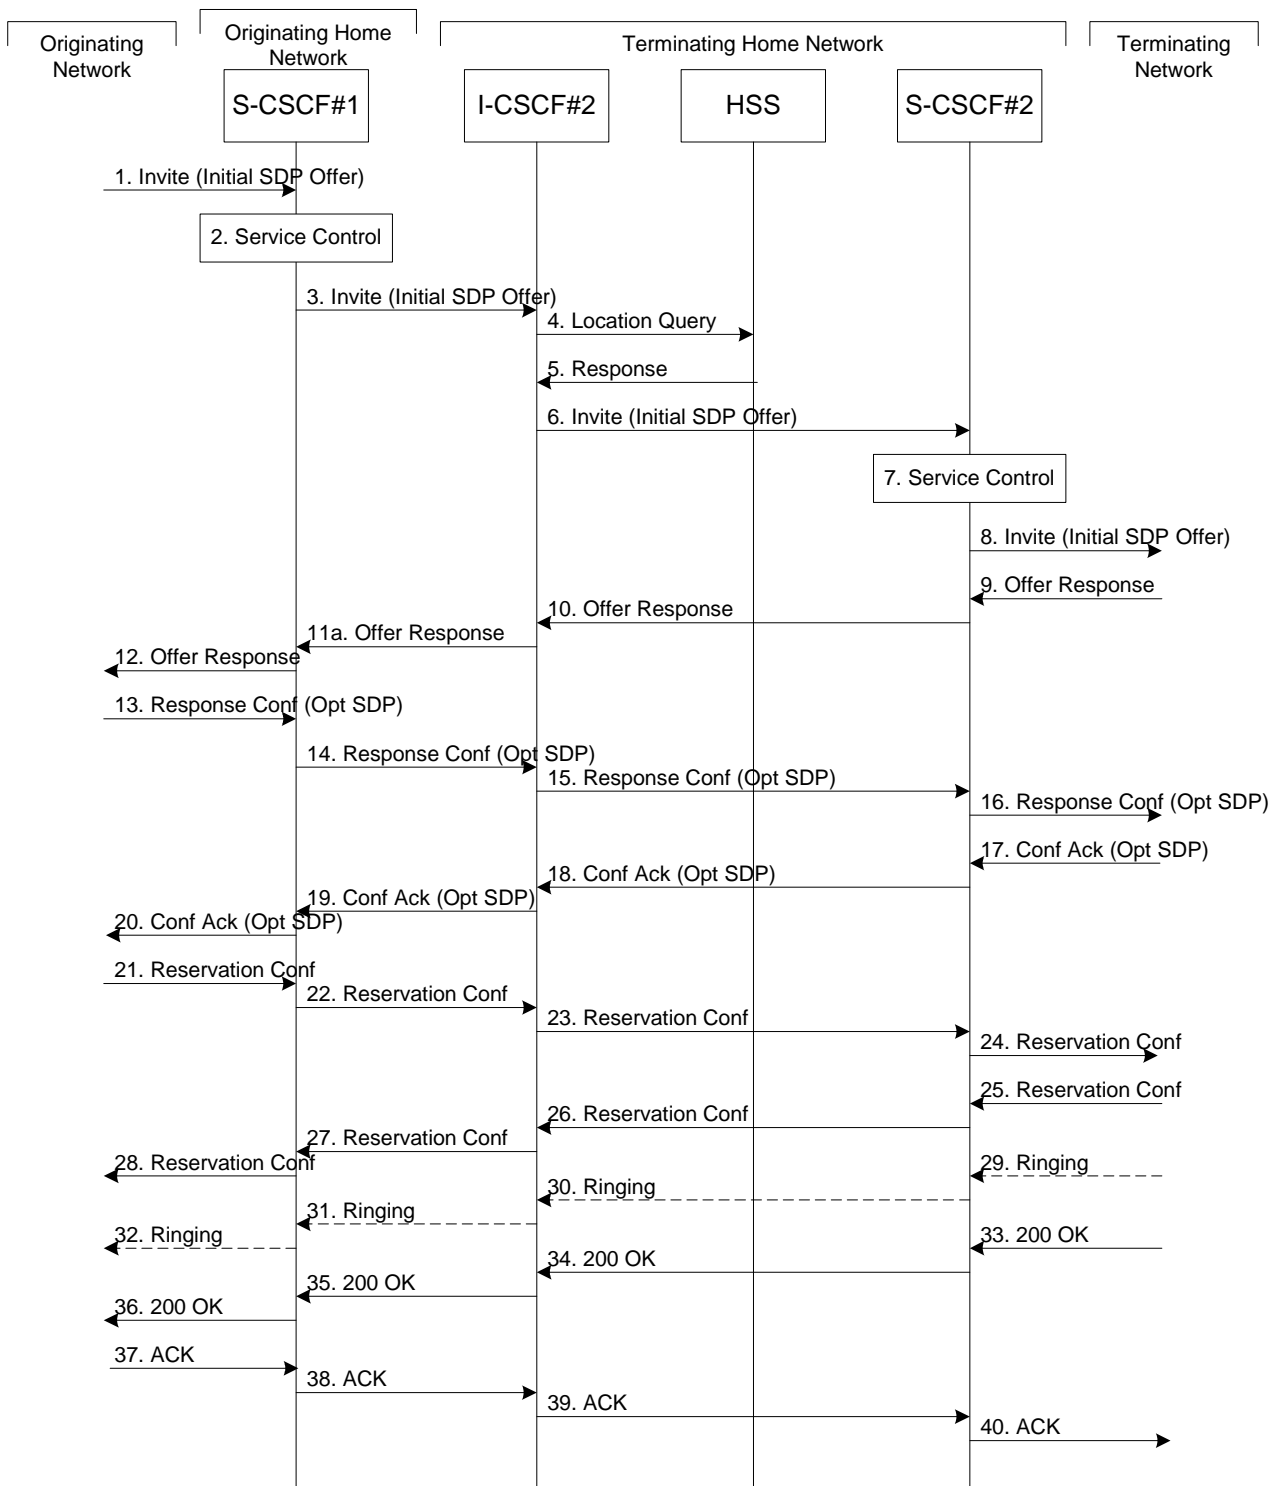 Originating
Network
Originating Home
Network
Terminating Home Network
Terminating
Network
S-CSCF#1
I-CSCF#2
HSS
S-CSCF#2
1. Invite (Initial SDP Offer)
2. Service Control
3. Invite (Initial SDP Offer)
4. Location Query
5. Response
6. Invite (Initial SDP Offer)
7. Service Control
8. Invite (Initial SDP Offer)
9. Offer Response
10. Offer Response
11a. Offer Response
12. Offer Response
13. Response Conf (Opt SDP)
14. Response Conf (Opt SDP)
15. Response Conf (Opt SDP)
16. Response Conf (Opt SDP)
17. Conf Ack (Opt SDP)
18. Conf Ack (Opt SDP)
19. Conf Ack (Opt SDP)
20. Conf Ack (Opt SDP)
21. Reservation Conf
22. Reservation Conf
23. Reservation Conf
24. Reservation Conf
25. Reservation Conf
26. Reservation Conf
27. Reservation Conf
28. Reservation Conf
29. Ringing
30. Ringing
31. Ringing
32. Ringing
33. 200 OK
34. 200 OK
35. 200 OK
36. 200 OK
37. ACK
38. ACK
39. ACK
40. ACK